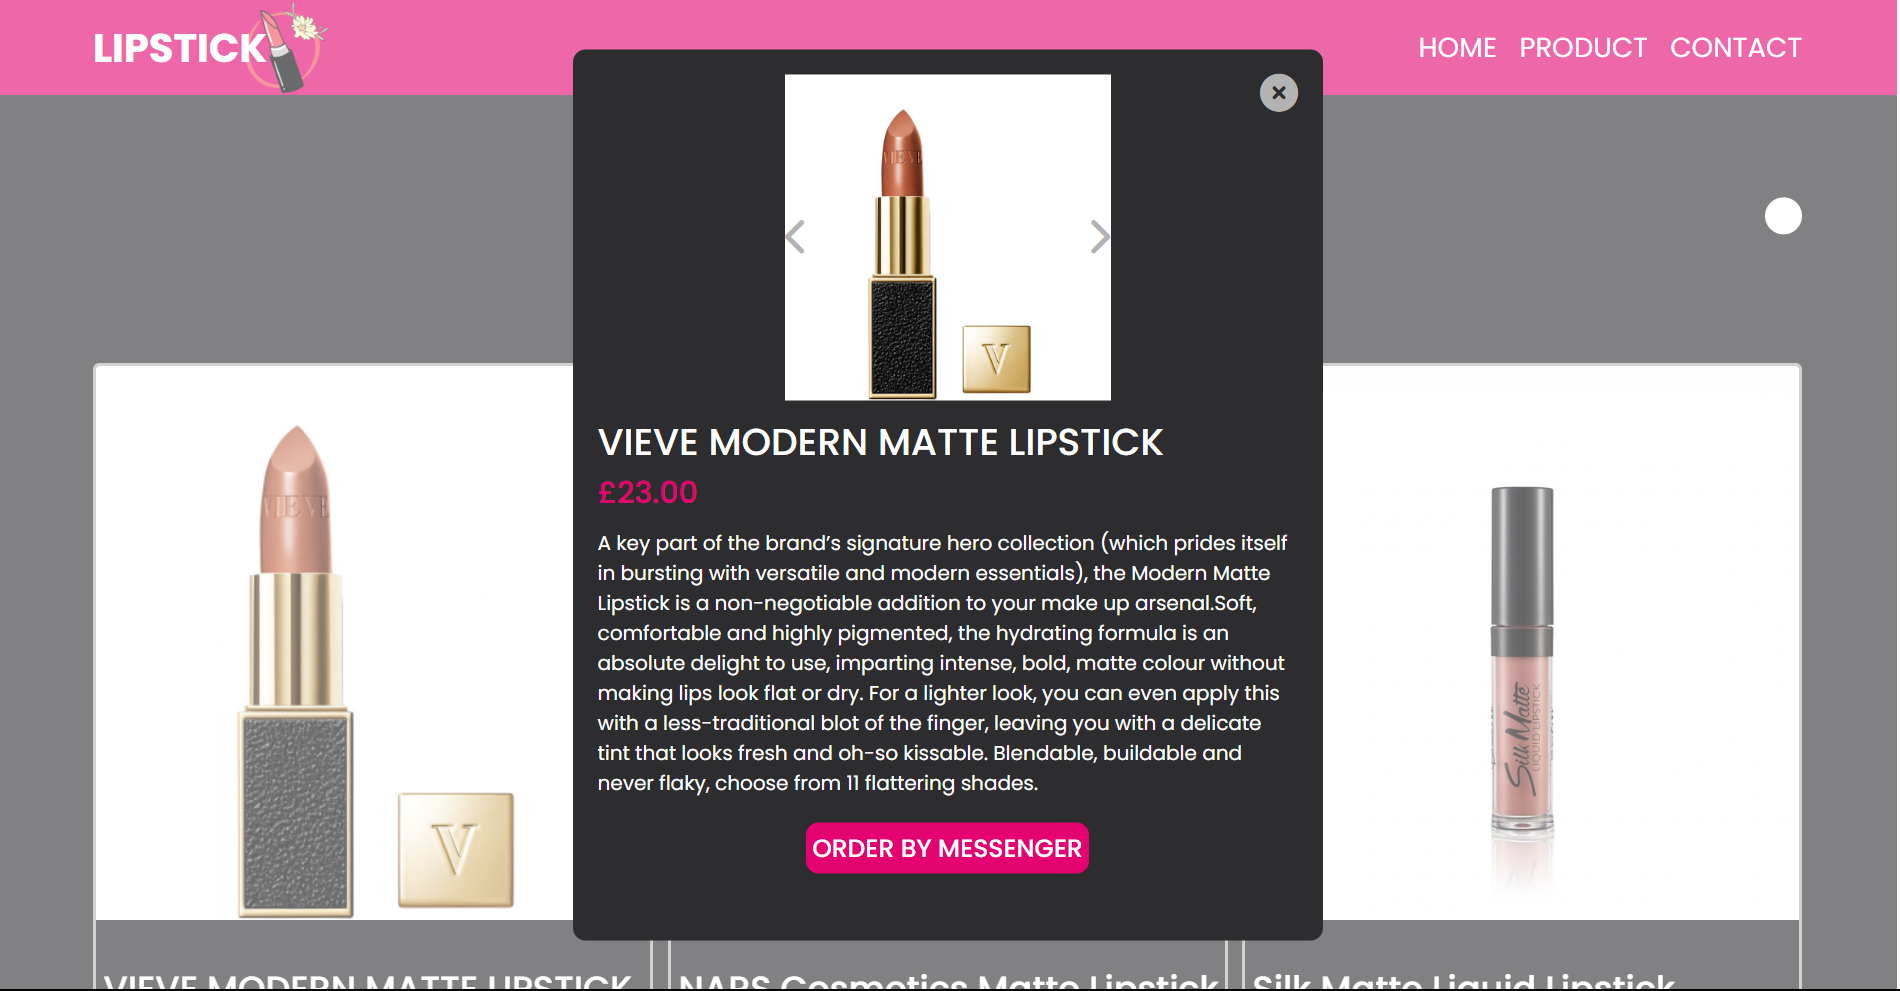 LIPSTICK
HOME PRODUCT CONTACT
VIEVE
V
VIEVE MODERN MATTE LIPSTICK
£23.00
A key part of the brand’s signature hero collection (which prides itself
in bursting with versatile and modern essentials), the Modern Matte
Lipstick is a non-negotiable addition to your make up arsenal.Soft,
comfortable and highly pigmented, the hydrating formula is an
absolute delight to use, imparting intense, bold, matte colour without
making lips look flat or dry. For a lighter look, you can even apply this
with a less-traditional blot of the finger, leaving you with a delicate
tint that looks fresh and oh-so kissable. Blendable, buildable and
never flaky, choose from 11 flattering shades.
ORDER BY MESSENGER
VIEVE
V
Silk Matte
LIQUID LIPSTICK
VIEVE MODERN MATTE LIPSTICK
NARS Cosmetics Matte Lipstick
Silk Matte Liquid Lipstick